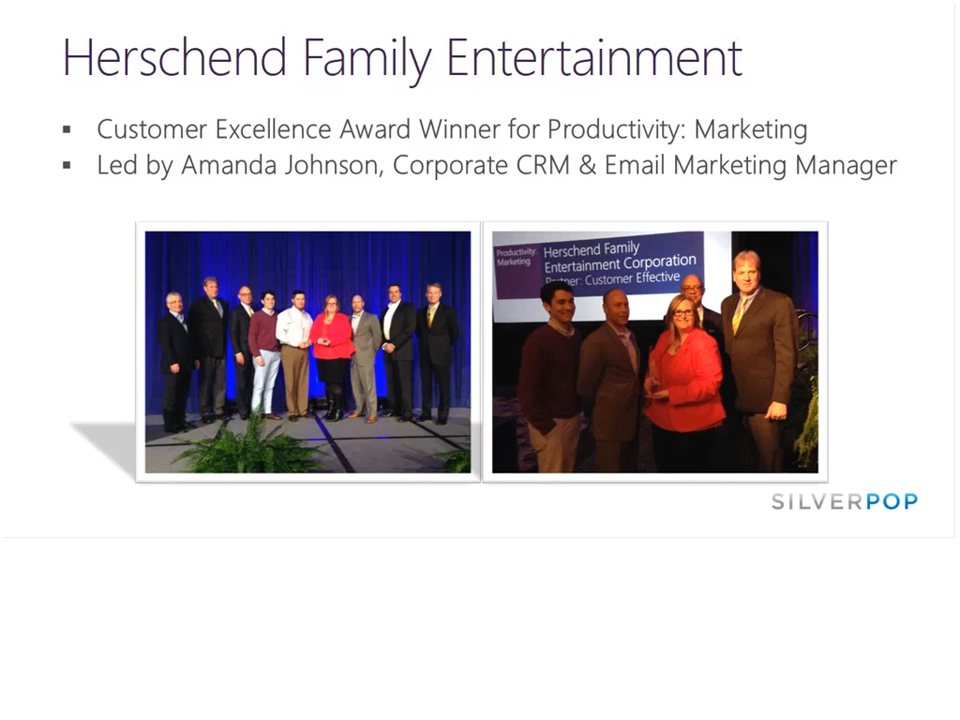 Herschend Family Entertainment
▪ Customer Excellence Award Winner for Productivity: Marketing
▪ Led by Amanda Johnson, Corporate CRM & Email Marketing Manager
Productivity:
Marketing
Herschend Family
Entertainment Corporation
Partner: Customer Effective
SILVERPOP